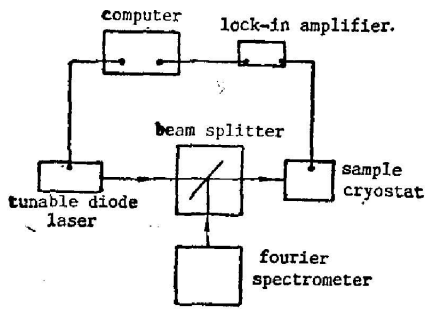 computer
lock-in amplifier.
beam splitter
tunable diode
laser
sample
cryostat
fourier
spectrometer